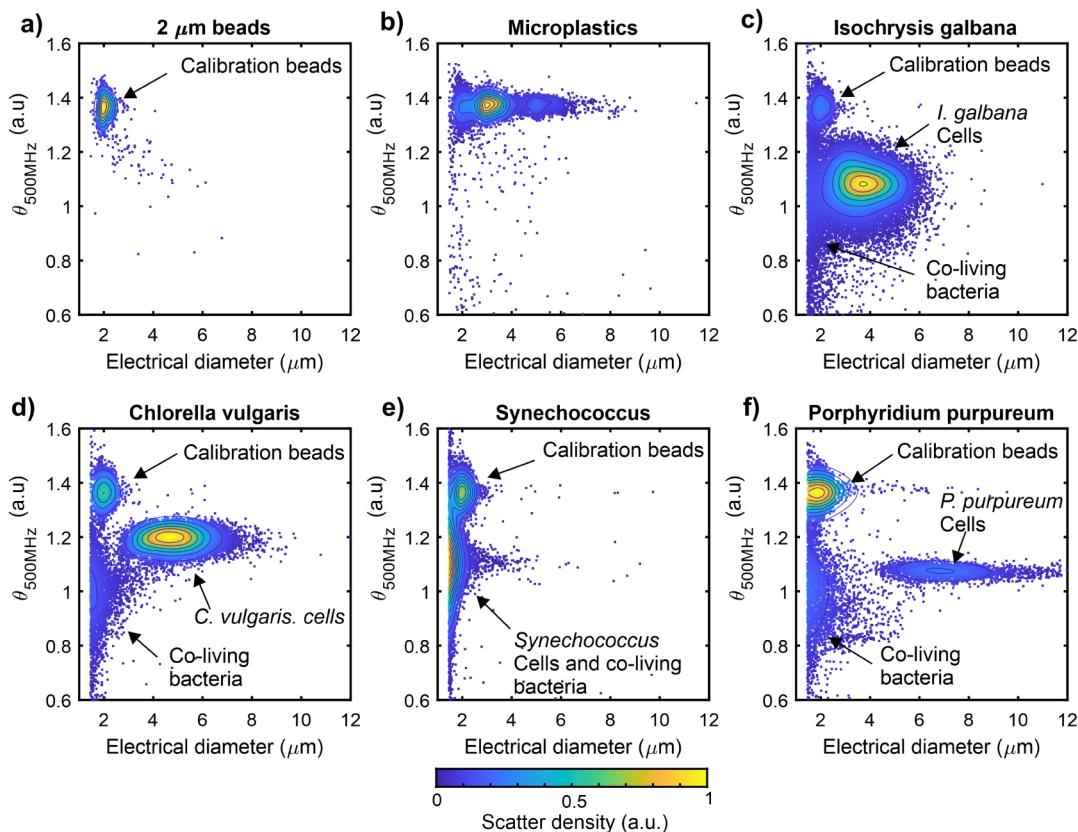 a)
2 μm beads
1.6
1.4
1.2
1
0.8
0.6
θ500MHz (a.u)
Calibration beads
2
4
6
8
10
12
Electrical diameter (μm)
b)
Microplastics
1.6
1.4
1.2
1
0.8
0.6
θ500MHz (a.u)
2
4
6
8
10
12
Electrical diameter (μm)
c)
Isochrysis galbana
1.6
1.4
1.2
1
0.8
0.6
θ500MHz (a.u)
Calibration beads
I. galbana
Cells
Co-living
bacteria
2
4
6
8
10
12
Electrical diameter (μm)
d)
Chlorella vulgaris
1.6
1.4
1.2
1
0.8
0.6
θ500MHz (a.u)
Calibration beads
C. vulgaris. cells
Co-living
bacteria
2
4
6
8
10
12
Electrical diameter (μm)
e)
Synechococcus
1.6
1.4
1.2
1
0.8
0.6
θ500MHz (a.u)
Calibration beads
Synechococcus
Cells and co-living
bacteria
2
4
6
8
10
12
Electrical diameter (μm)
f)
Porphyridium purpureum
1.6
1.4
1.2
1
0.8
0.6
θ500MHz (a.u)
Calibration beads
P. purpureum
Cells
Co-living
bacteria
2
4
6
8
10
12
Electrical diameter (μm)
0
0.5
1
Scatter density (a.u.)